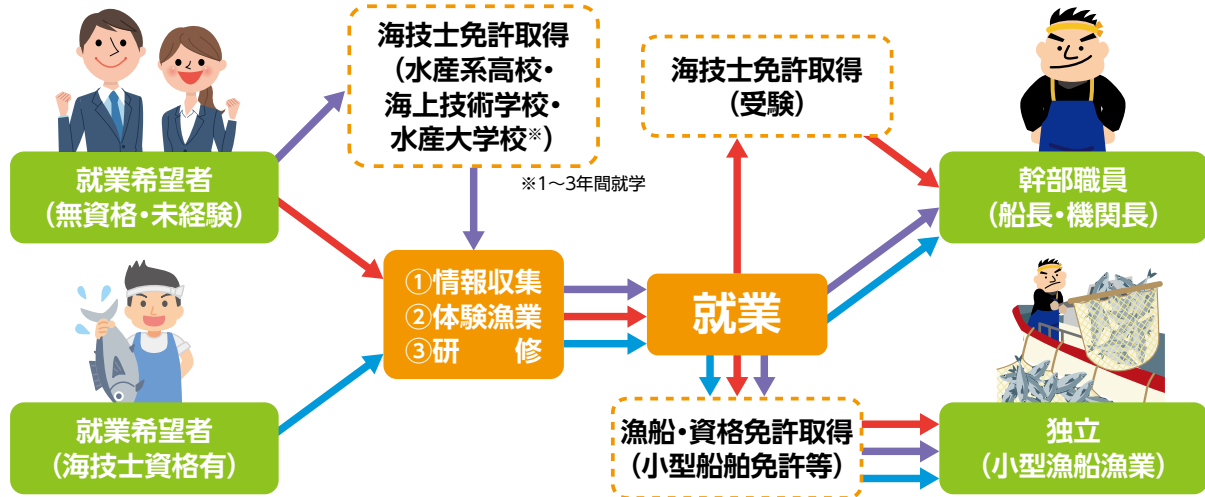 海技士免許取得
（水産系高校・
海上技術学校・
水産大学校※）
※1〜3年間就学
海技士免許取得
（受験）
就業希望者
（無資格・未経験）
幹部職員
（船長・機関長）
①情報収集
②体験漁業
③研　　修
就業
就業希望者
（海技士資格有）
漁船・資格免許取得
（小型船舶免許等）
独立
（小型漁船漁業）